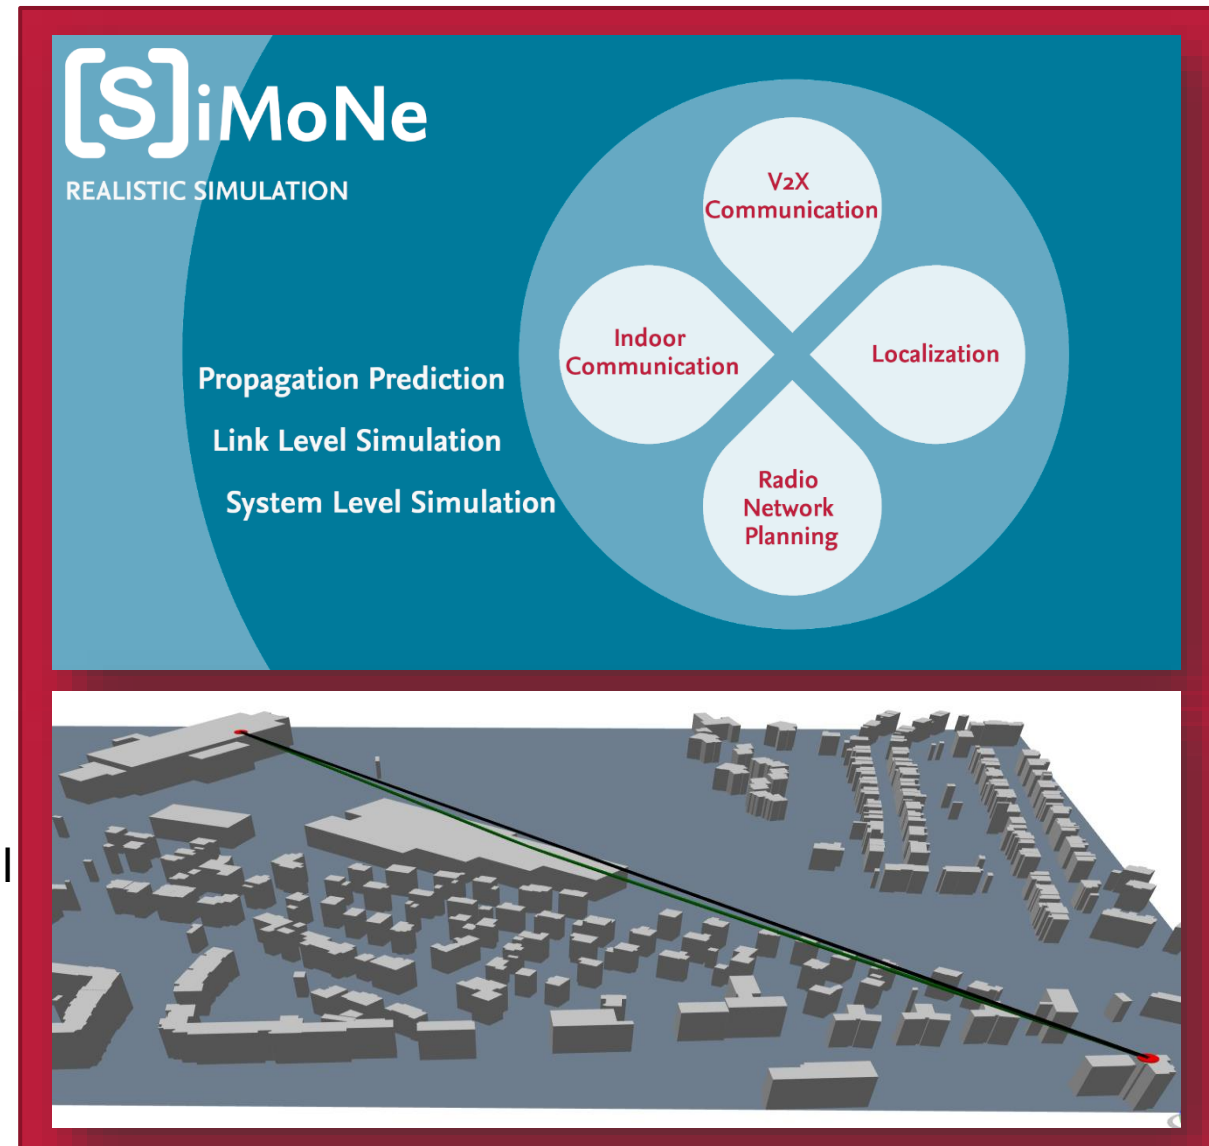 [S]iMoNe
REALISTIC SIMULATION
V2X
Communication
Indoor
Communication
Localization
Radio
Network
Planning
Propagation Prediction
Link Level Simulation
System Level Simulation
l